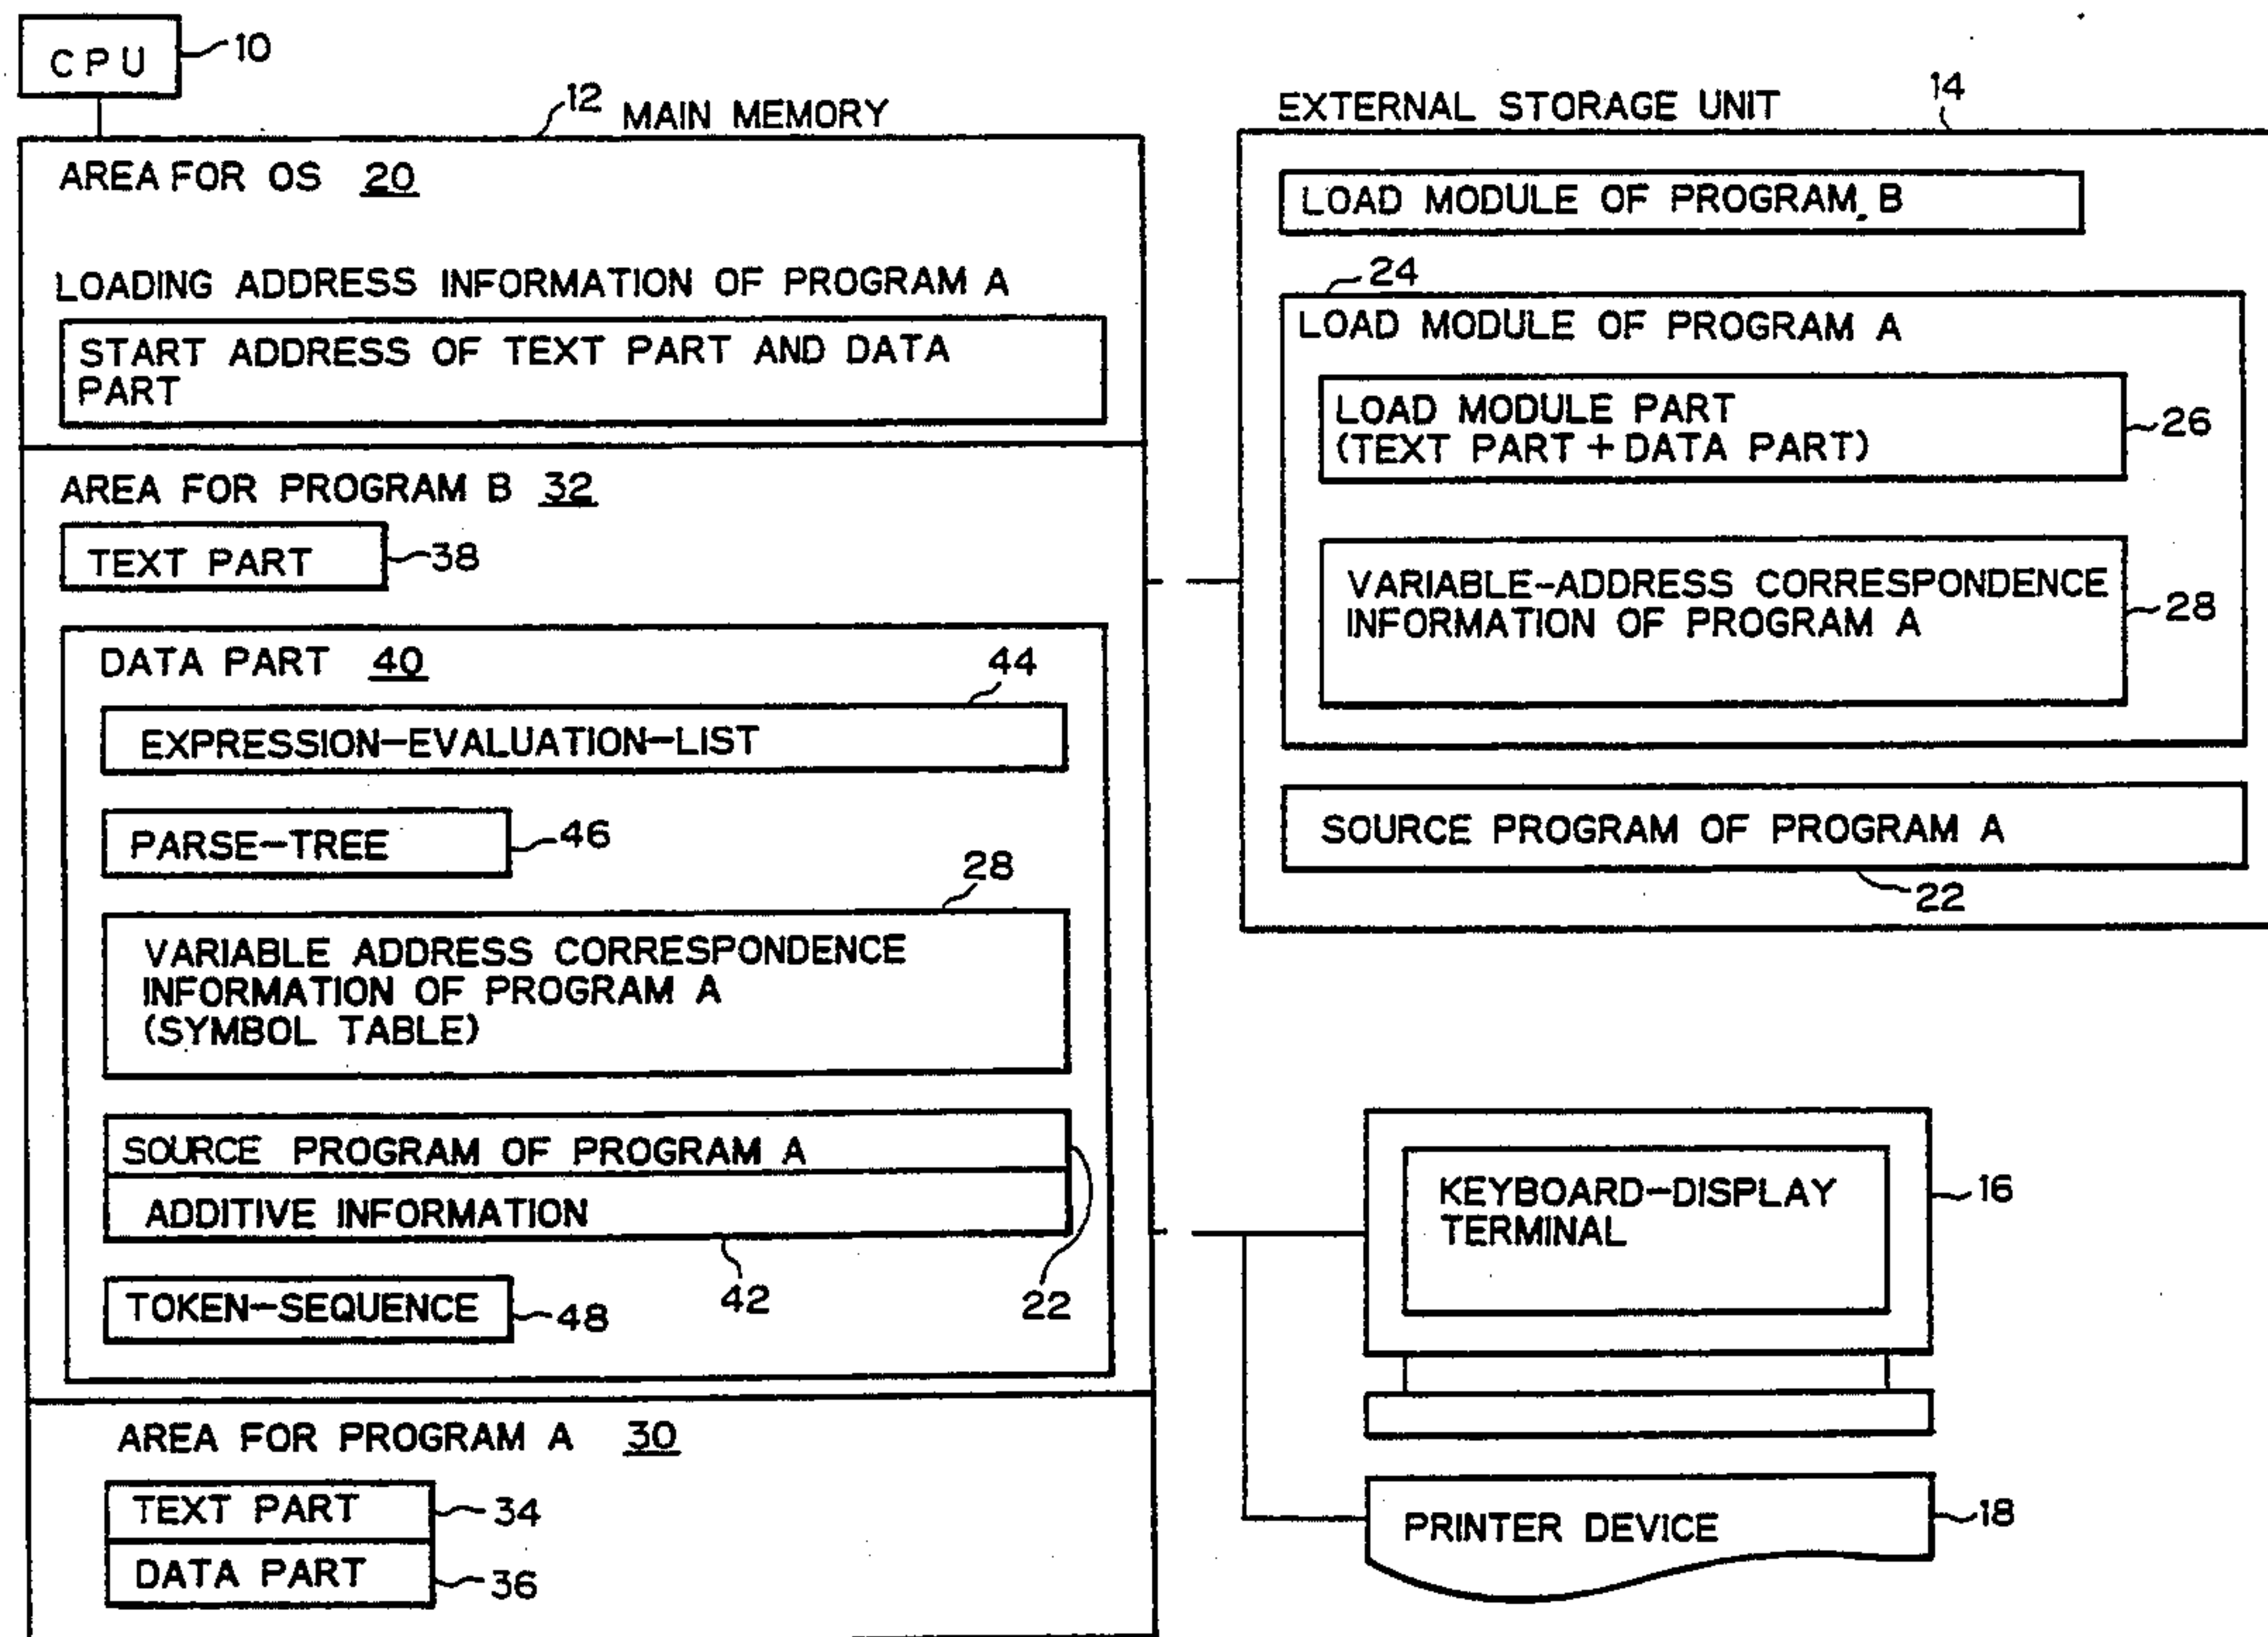 CPU
10
12 MAIN MEMORY
AREA FOR OS 20
LOADING ADDRESS INFORMATION OF PROGRAM A
START ADDRESS OF TEXT PART AND DATA
PART
AREA FOR PROGRAM B 32
TEXT PART
38
DATA PART 40
44
EXPRESSION-EVALUATION-LIST
PARSE-TREE
46
28
VARIABLE ADDRESS CORRESPONDENCE
INFORMATION OF PROGRAM A
(SYMBOL TABLE)
SOURCE PROGRAM OF PROGRAM A
ADDITIVE INFORMATION
42
22
TOKEN-SEQUENCE
48
AREA FOR PROGRAM A 30
TEXT PART
34
DATA PART
36
EXTERNAL STORAGE UNIT
14
LOAD MODULE OF PROGRAM B
24
LOAD MODULE OF PROGRAM A
LOAD MODULE PART
(TEXT PART + DATA PART)
26
VARIABLE-ADDRESS CORRESPONDENCE
INFORMATION OF PROGRAM A
28
SOURCE PROGRAM OF PROGRAM A
22
KEYBOARD-DISPLAY
TERMINAL
16
PRINTER DEVICE
18